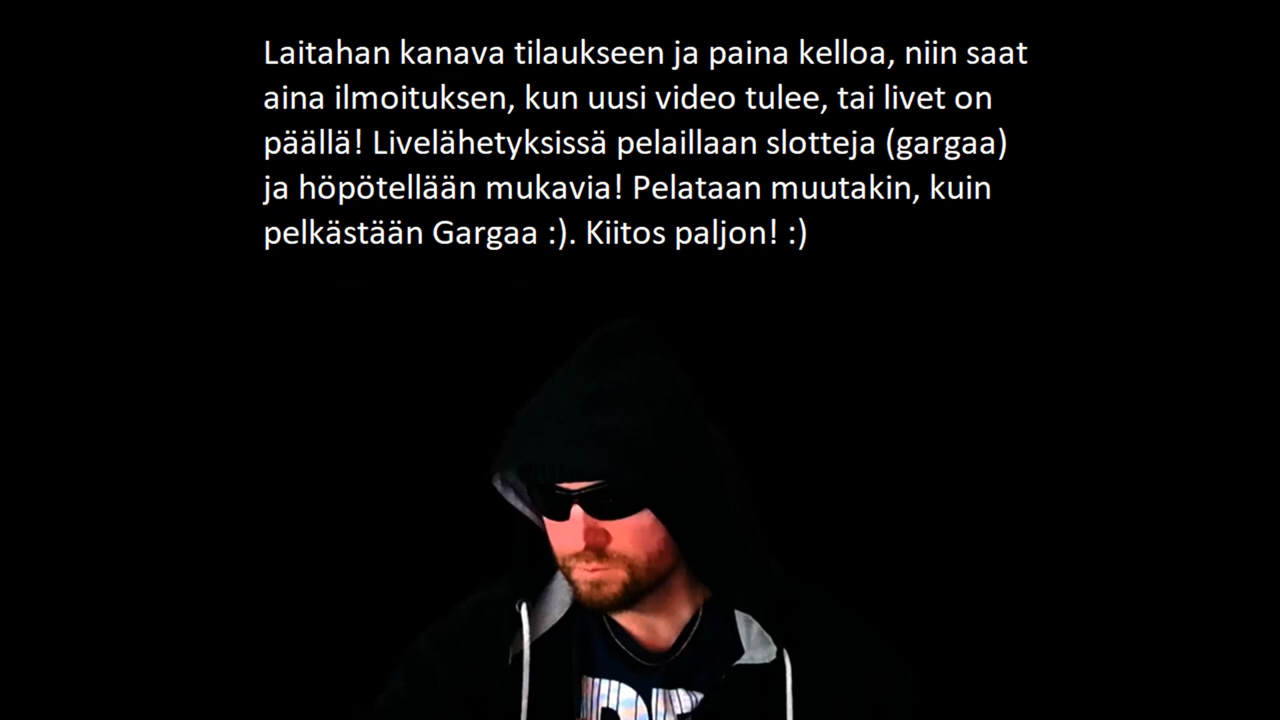 Laitahan kanava tilaukseen ja paina kelloa, niin saat
aina ilmoituksen, kun uusi video tulee, tai livet on
päällä! Livelähetyksissä pelaillaan slotteja (gargaa)
ja höpötellään mukavia! Pelataan muutakin, kuin
pelkästään Gargaa :). Kiitos paljon! :)